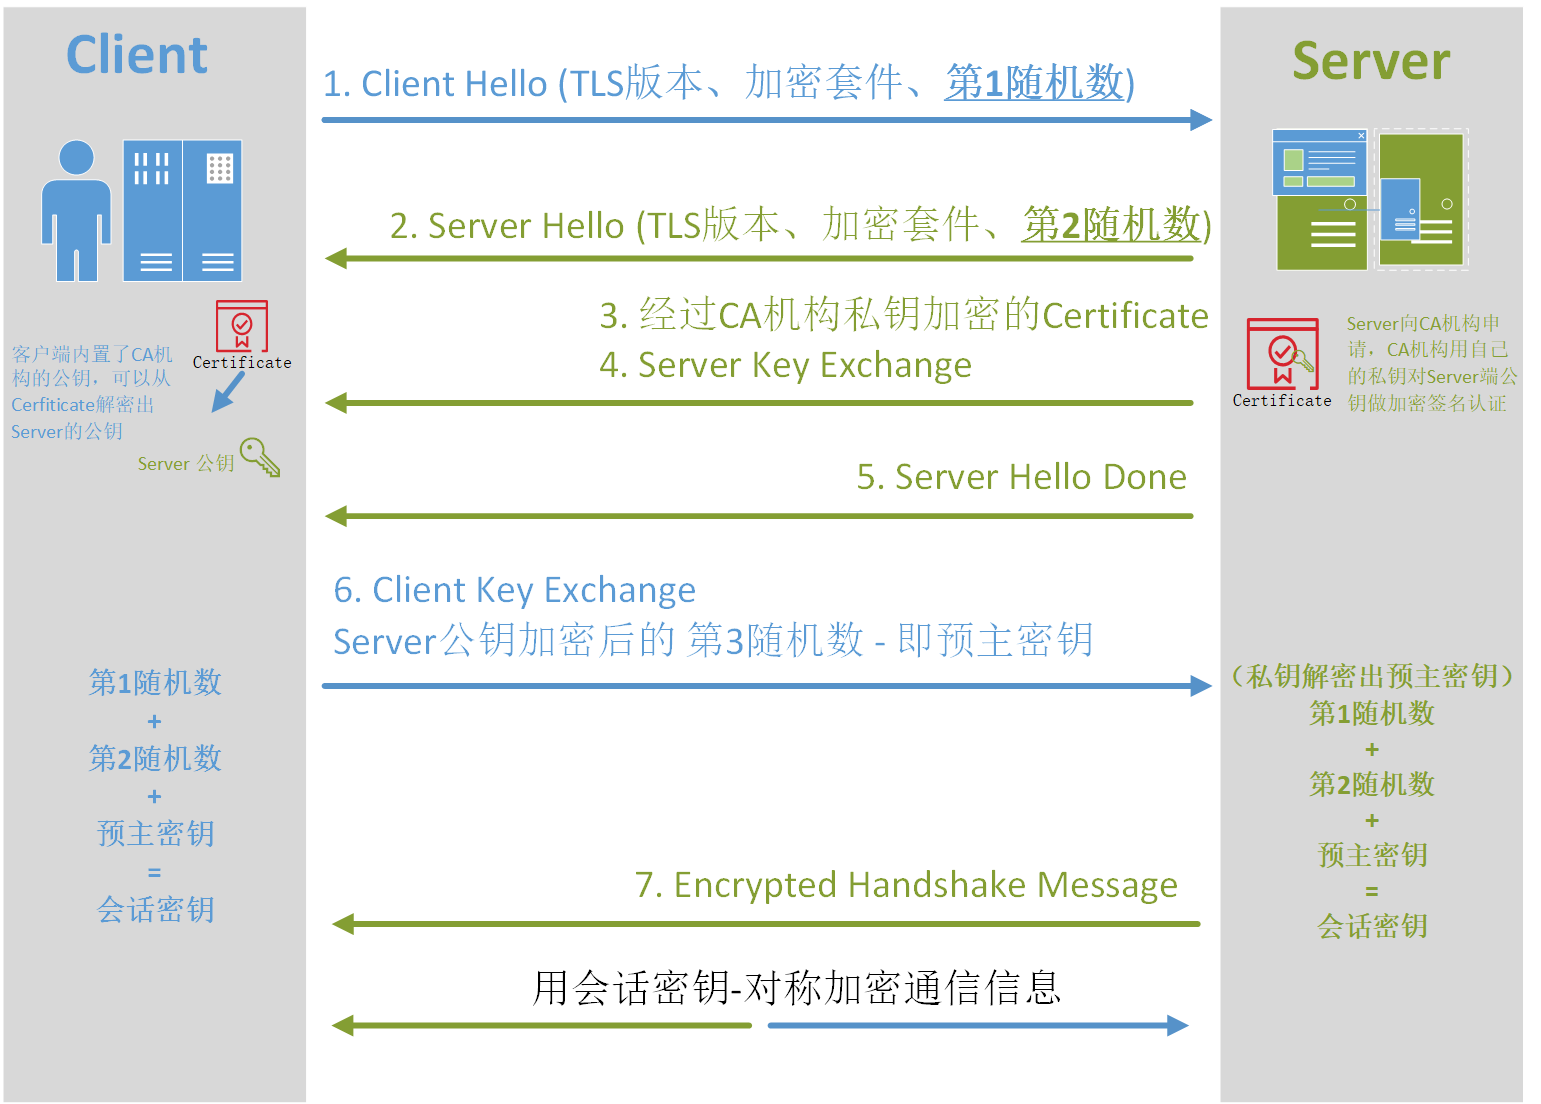 Client
Server
1. Client Hello (TLS版本、加密套件、第1随机数)
2. Server Hello (TLS版本、加密套件、第2随机数)
3. 经过CA机构私钥加密的Certificate
4. Server Key Exchange
Certificate
客户端内置了CA机
构的公钥，可以从
Cerfiticate解密出
Server的公钥
Server 公钥
Certificate
Server向CA机构申
请，CA机构用自己
的私钥对Server端公
钥做加密签名认证
5. Server Hello Done
6. Client Key Exchange
Server公钥加密后的 第3随机数 - 即预主密钥
第1随机数
+
第2随机数
+
预主密钥
=
会话密钥
（私钥解密出预主密钥）
第1随机数
+
第2随机数
+
预主密钥
=
会话密钥
7. Encrypted Handshake Message
用会话密钥-对称加密通信信息